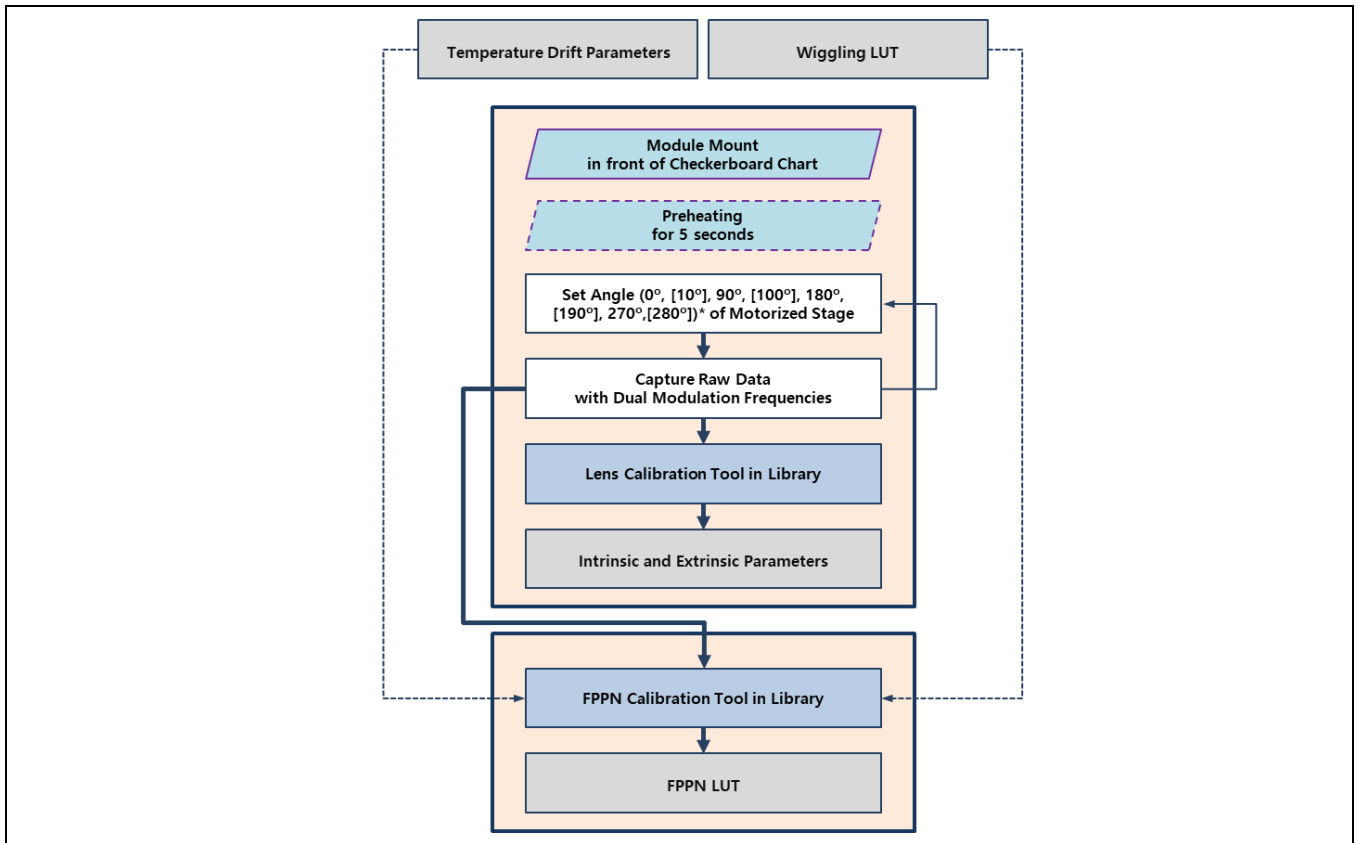 Temperature Drift Parameters
Wiggling LUT
Module Mount
in front of Checkerboard Chart
Preheating
for 5 seconds
Set Angle (0º, [10º], 90º, [100º], 180º,
[190º], 270º,[280º])* of Motorized Stage
Capture Raw Data
with Dual Modulation Frequencies
Lens Calibration Tool in Library
Intrinsic and Extrinsic Parameters
FPPN Calibration Tool in Library
FPPN LUT